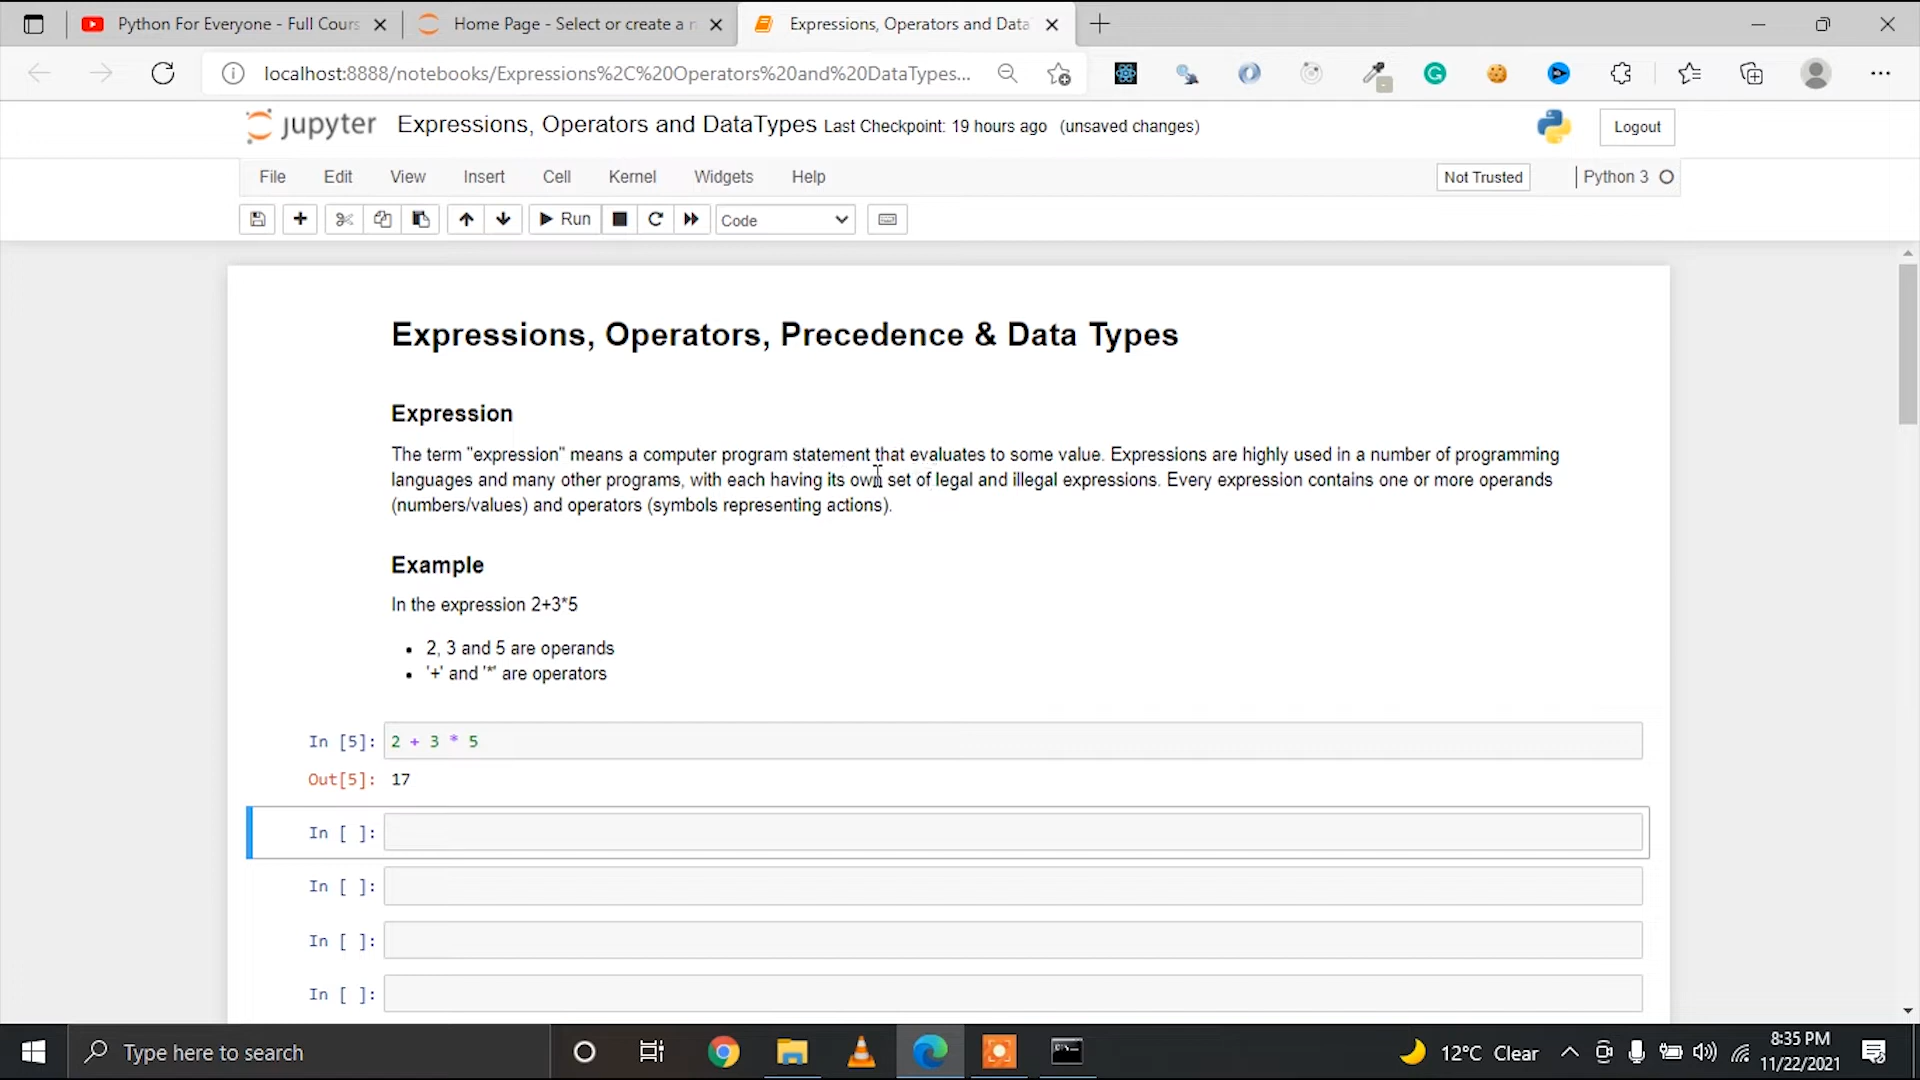 Python For Everyone - Full Cours
Home Page - Select or create a n
Expressions, Operators and Data
localhost:8888/notebooks/Expressions%2C%20Operators%20and%20DataTypes...
jupyter Expressions, Operators and DataTypes Last Checkpoint: 19 hours ago (unsaved changes)
Logout
File Edit View Insert Cell Kernel Widgets Help
Not Trusted
Python 3
Run
Code
Expressions, Operators, Precedence & Data Types
Expression
The term "expression" means a computer program statement that evaluates to some value. Expressions are highly used in a number of programming
languages and many other programs, with each having its own set of legal and illegal expressions. Every expression contains one or more operands
(numbers/values) and operators (symbols representing actions).
Example
In the expression 2+3*5
• 2, 3 and 5 are operands
• '+' and '*' are operators
In [5]: 2 + 3 * 5
Out[5]: 17
In [ ]:
In [ ]:
In [ ]:
In [ ]:
Type here to search
12°C Clear
8:35 PM
11/22/2021